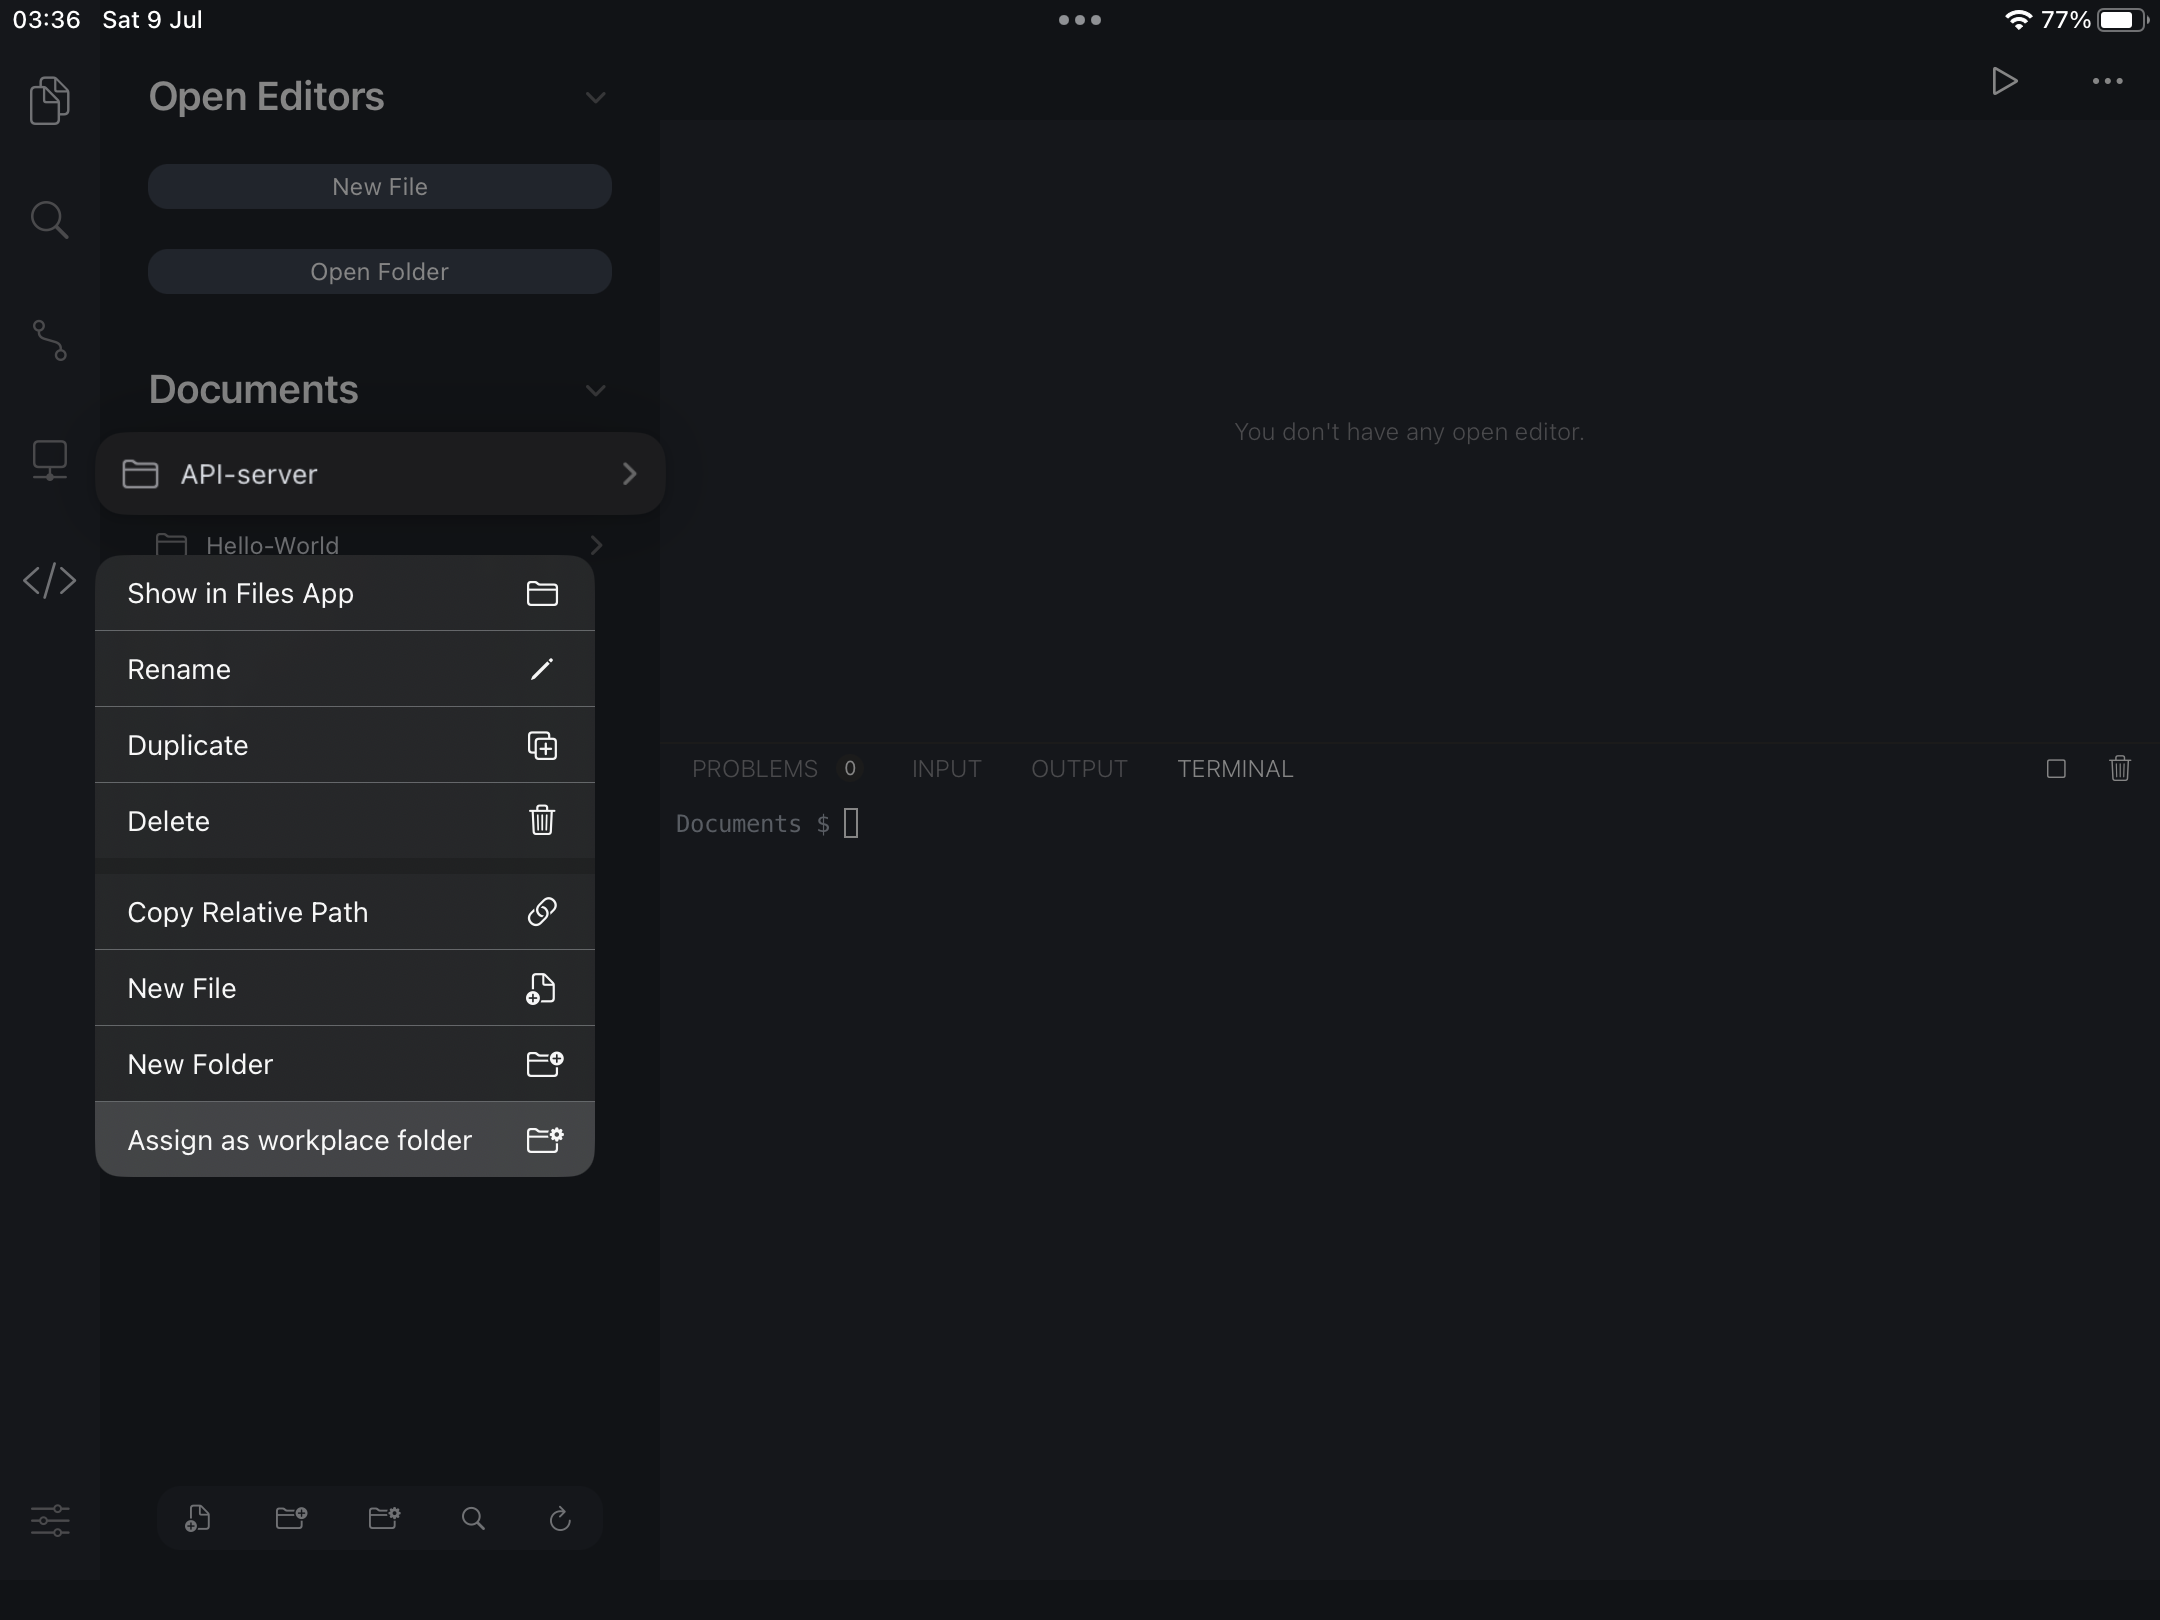 03:36 Sat 9 Jul
77%
Open Editors
New File
Open Folder
Documents
API-server
Hello-World
Show in Files App
Rename
Duplicate
Delete
Copy Relative Path
New File
New Folder
Assign as workplace folder
You don't have any open editor.
PROBLEMS 0 INPUT OUTPUT TERMINAL
Documents $